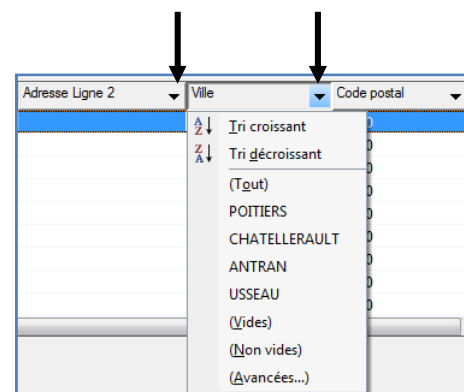 Adresse Ligne 2 Ville Code postal
Tri croissant
Tri décroissant
(Tout)
POITIERS
CHATELLERAULT
ANTRAN
USSEAU
(Vides)
(Non vides)
(Avancées...)